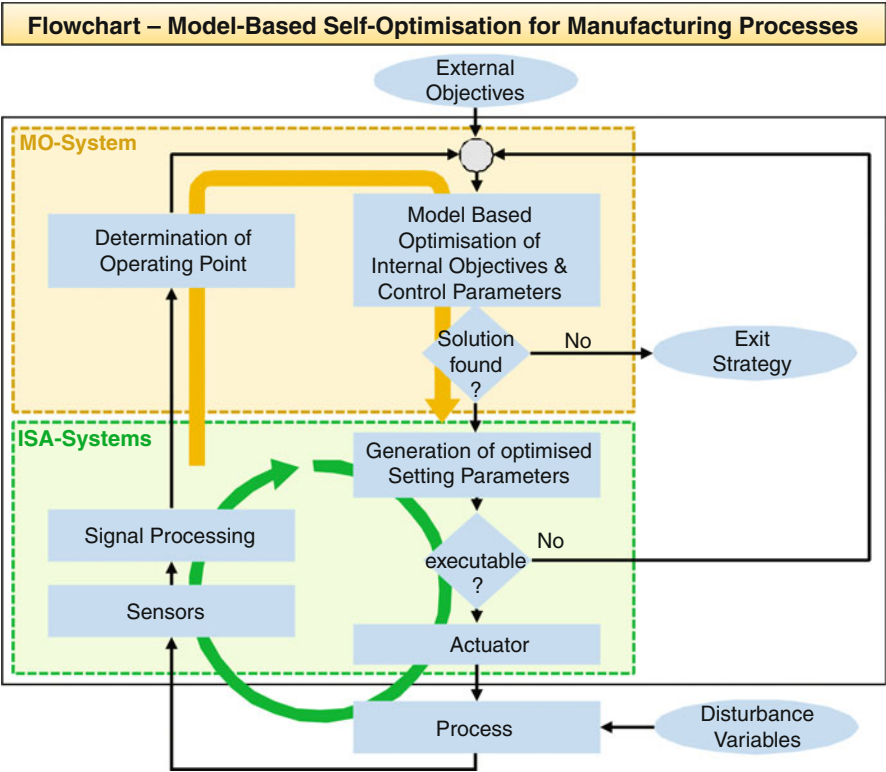 Flowchart – Model-Based Self-Optimisation for Manufacturing Processes
External
Objectives
MO-System
Determination of
Operating Point
Model Based
Optimisation of
Internal Objectives &
Control Parameters
Solution
found
?
No
Exit
Strategy
ISA-Systems
Generation of optimised
Setting Parameters
Signal Processing
executable
?
No
Sensors
Actuator
Process
Disturbance
Variables